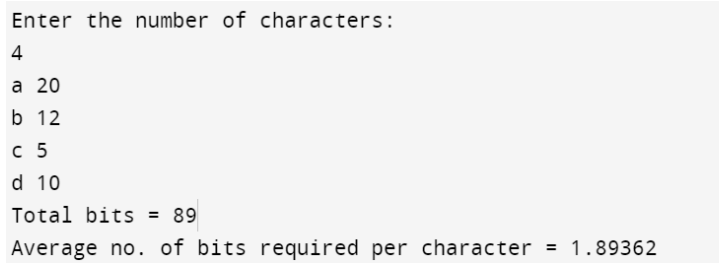 Enter the number of characters:
4
a 20
b 12
c 5
d 10
Total bits = 89
Average no. of bits required per character = 1.89362